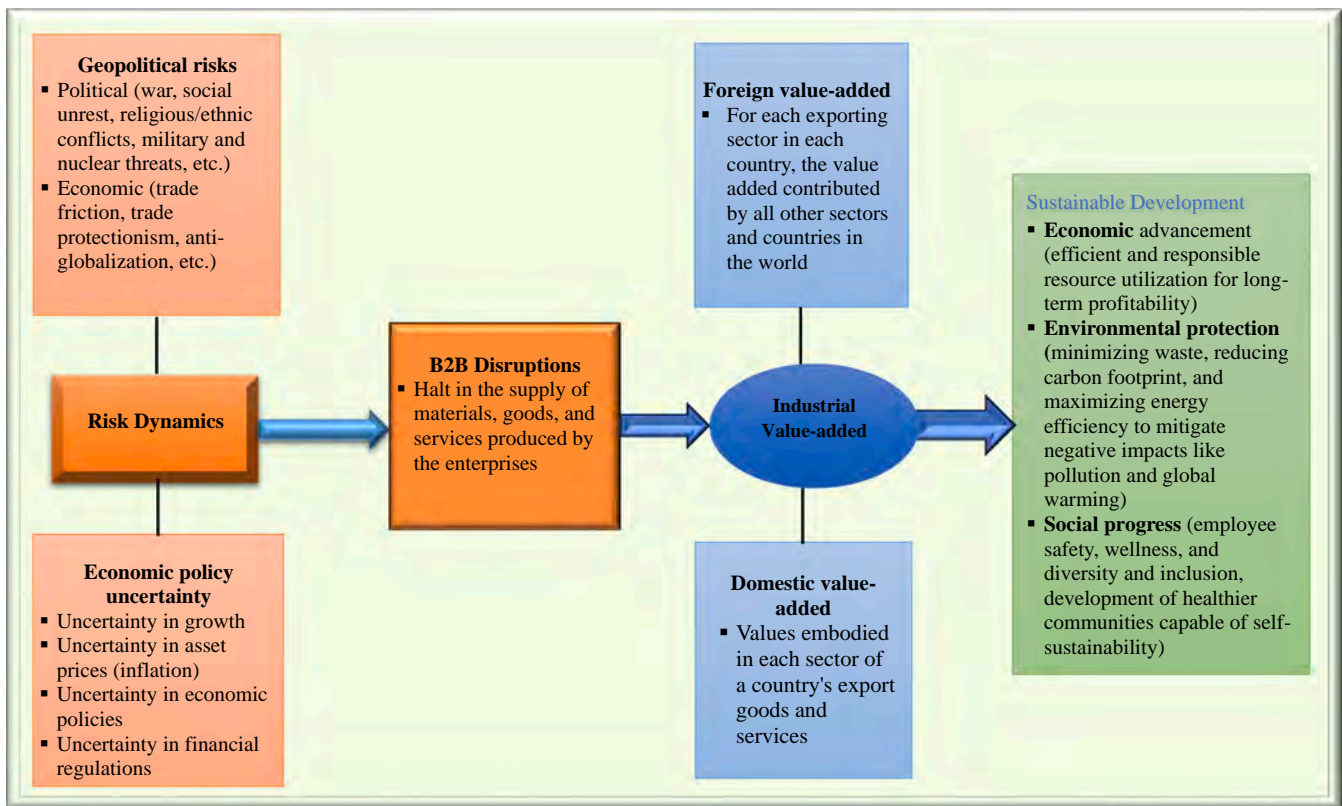 Geopolitical risks
▪ Political (war, social
unrest, religious/ethnic
conflicts, military and
nuclear threats, etc.)
▪ Economic (trade
friction, trade
protectionism, anti-
globalization, etc.)
Risk Dynamics
Economic policy
uncertainty
▪ Uncertainty in growth
▪ Uncertainty in asset
prices (inflation)
▪ Uncertainty in economic
policies
▪ Uncertainty in financial
regulations
B2B Disruptions
▪ Halt in the supply of
materials, goods, and
services produced by
the enterprises
Foreign value-added
▪ For each exporting
sector in each
country, the value
added contributed
by all other sectors
and countries in
the world
Industrial
Value-added
Domestic value-
added
▪ Values embodied
in each sector of
a country's export
goods and
services
Sustainable Development
▪ Economic advancement
(efficient and responsible
resource utilization for long-
term profitability)
▪ Environmental protection
(minimizing waste, reducing
carbon footprint, and
maximizing energy
efficiency to mitigate
negative impacts like
pollution and global
warming)
▪ Social progress (employee
safety, wellness, and
diversity and inclusion,
development of healthier
communities capable of self-
sustainability)